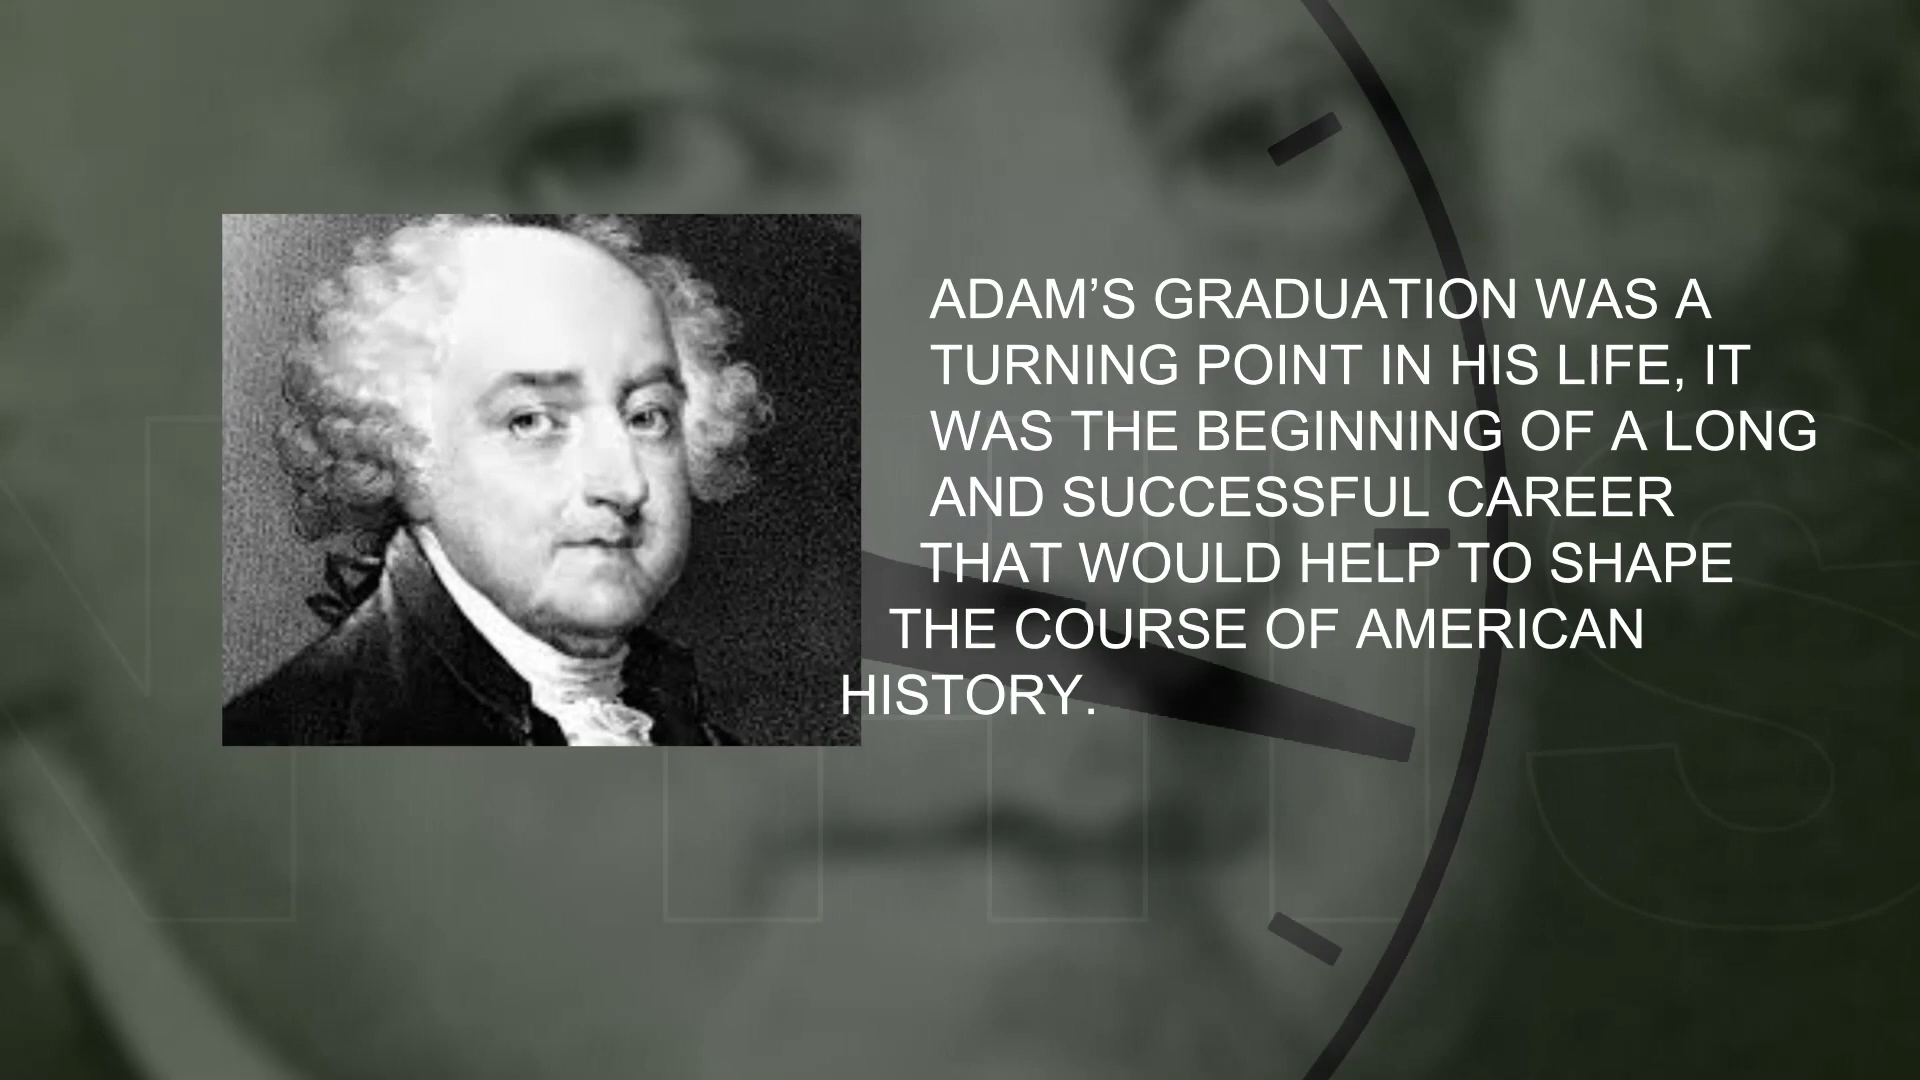 ADAM’S GRADUATION WAS A
TURNING POINT IN HIS LIFE, IT
WAS THE BEGINNING OF A LONG
AND SUCCESSFUL CAREER
THAT WOULD HELP TO SHAPE
THE COURSE OF AMERICAN
HISTORY.